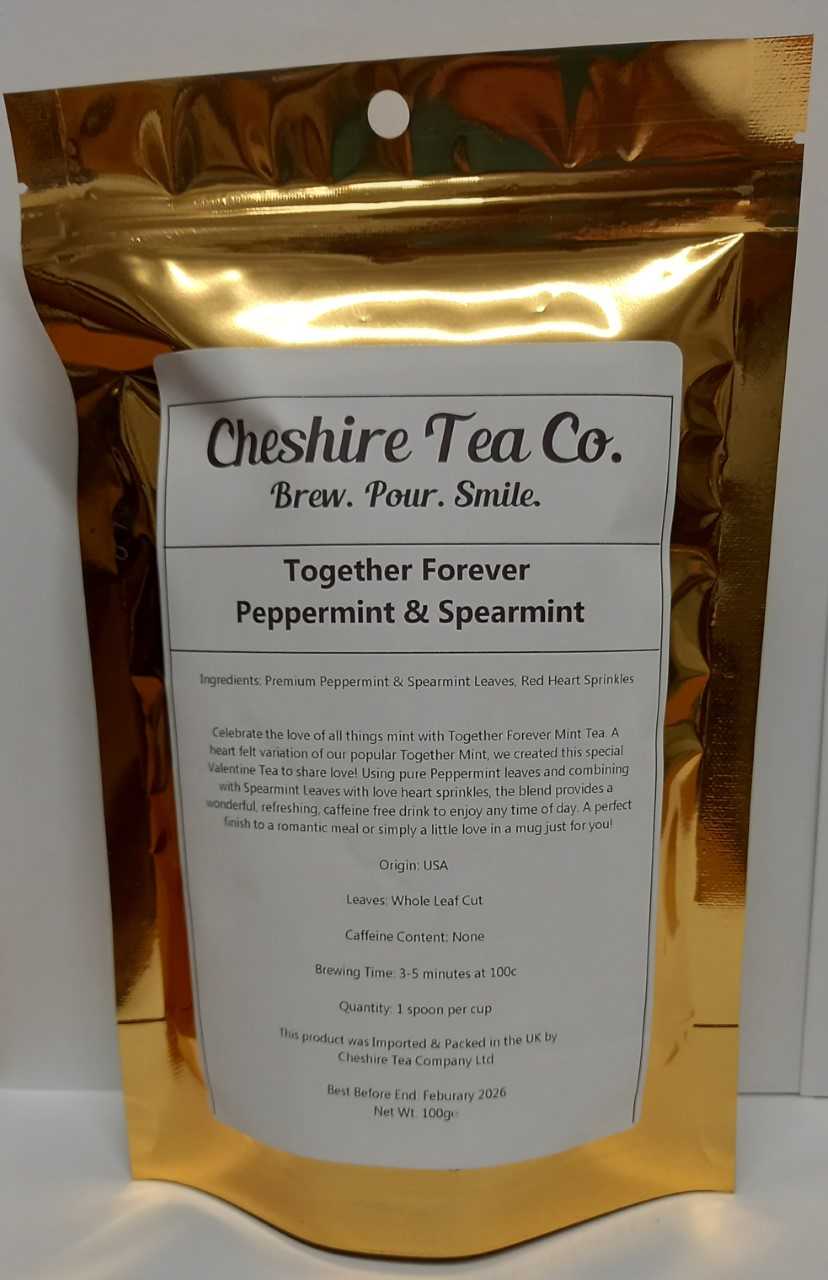 Cheshire Tea Co.
Brew. Pour. Smile.
Together Forever
Peppermint & Spearmint
Ingredients: Premium Peppermint & Spearmint Leaves, Red Heart Sprinkles
Celebrate the love of all things mint with Together Forever Mint Tea. A
heart felt variation of our popular Together Mint, we created this special
Valentine Tea to share love! Using pure Peppermint leaves and combining
with Spearmint Leaves with love heart sprinkles, the blend provides a
wonderful, refreshing, caffeine free drink to enjoy any time of day. A perfect
finish to a romantic meal or simply a little love in a mug just for you!
Origin: USA
Leaves: Whole Leaf Cut
Caffeine Content: None
Brewing Time: 3-5 minutes at 100c
Quantity: 1 spoon per cup
This product was Imported & Packed in the UK by
Cheshire Tea Company Ltd
Best Before End: Feburary 2026
Net Wt. 100ge